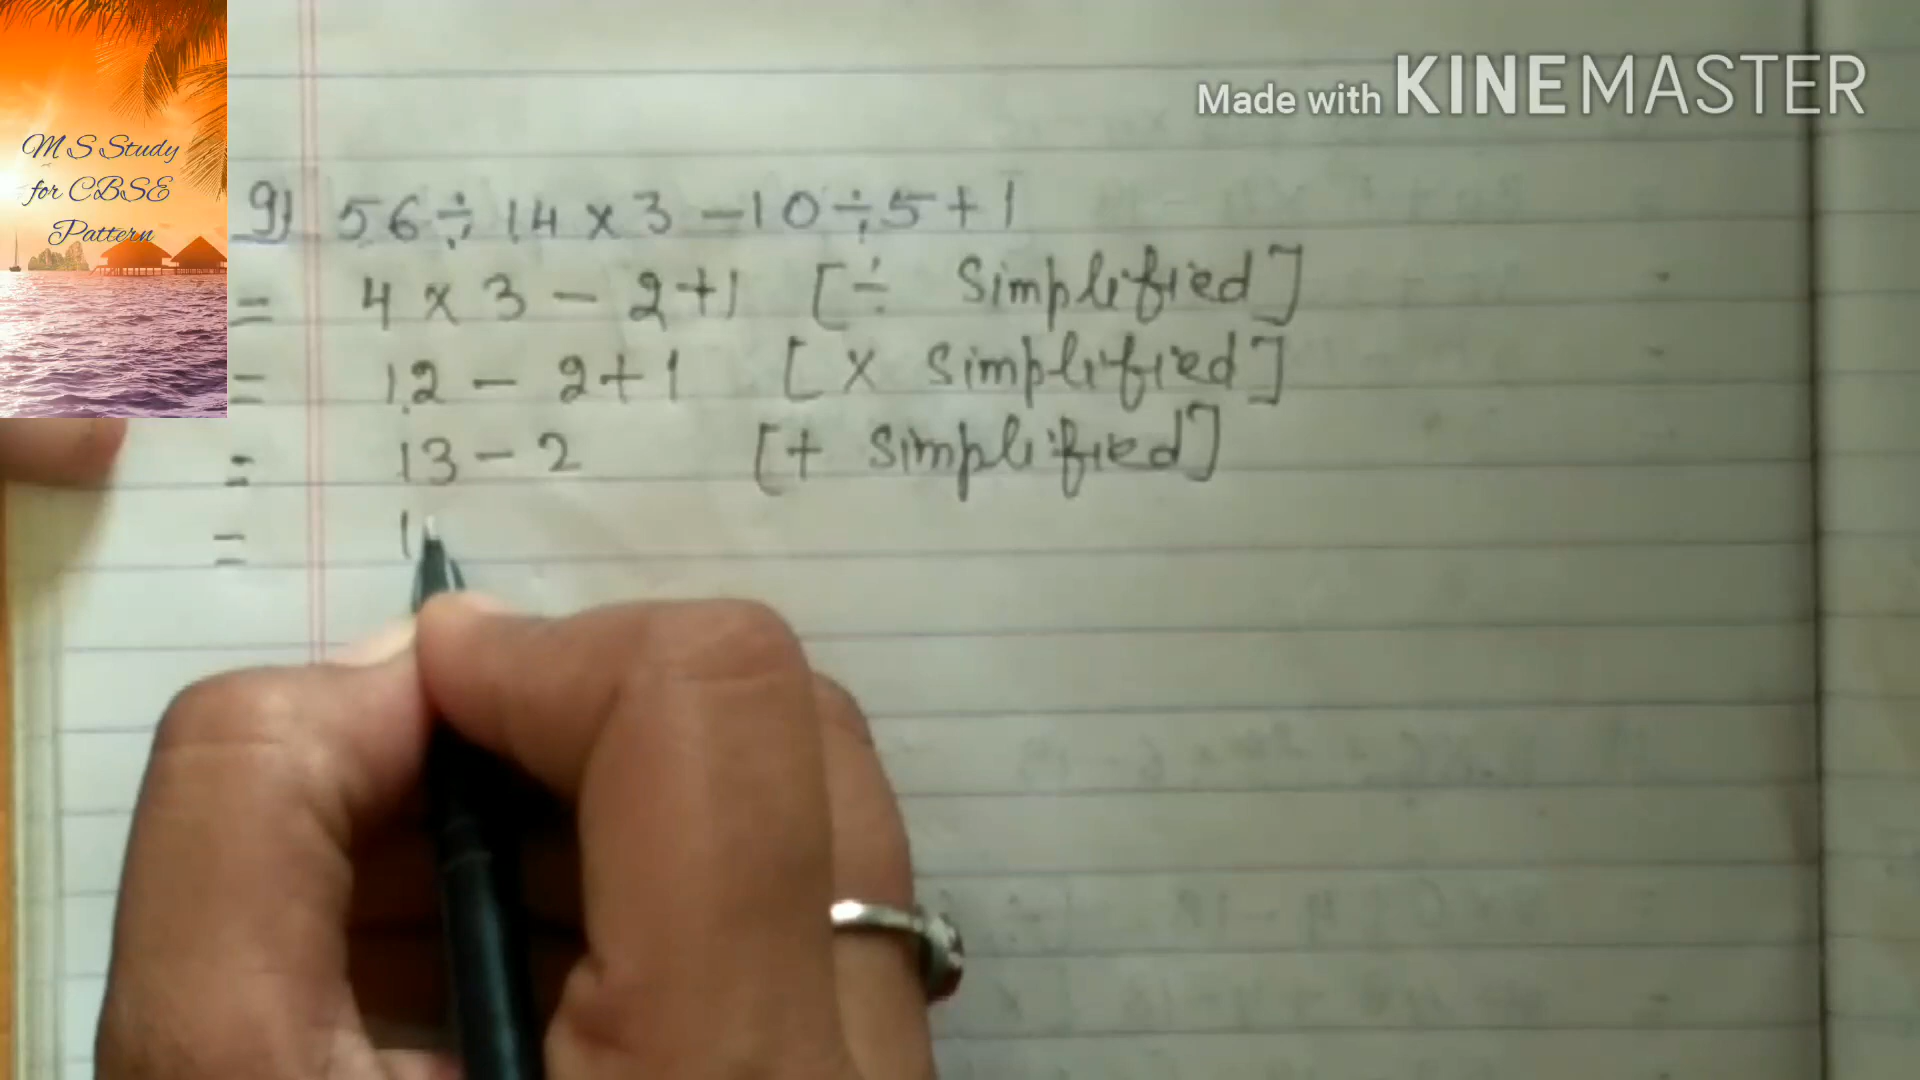 Made with KINEMASTER
M S Study
for CBSE
Pattern
9) 56 ÷ 14 × 3 - 10 ÷ 5 + 1
= 4 × 3 - 2 + 1 [÷ Simplified]
= 12 - 2 + 1 [× Simplified]
= 13 - 2 [+ Simplified]
= 1